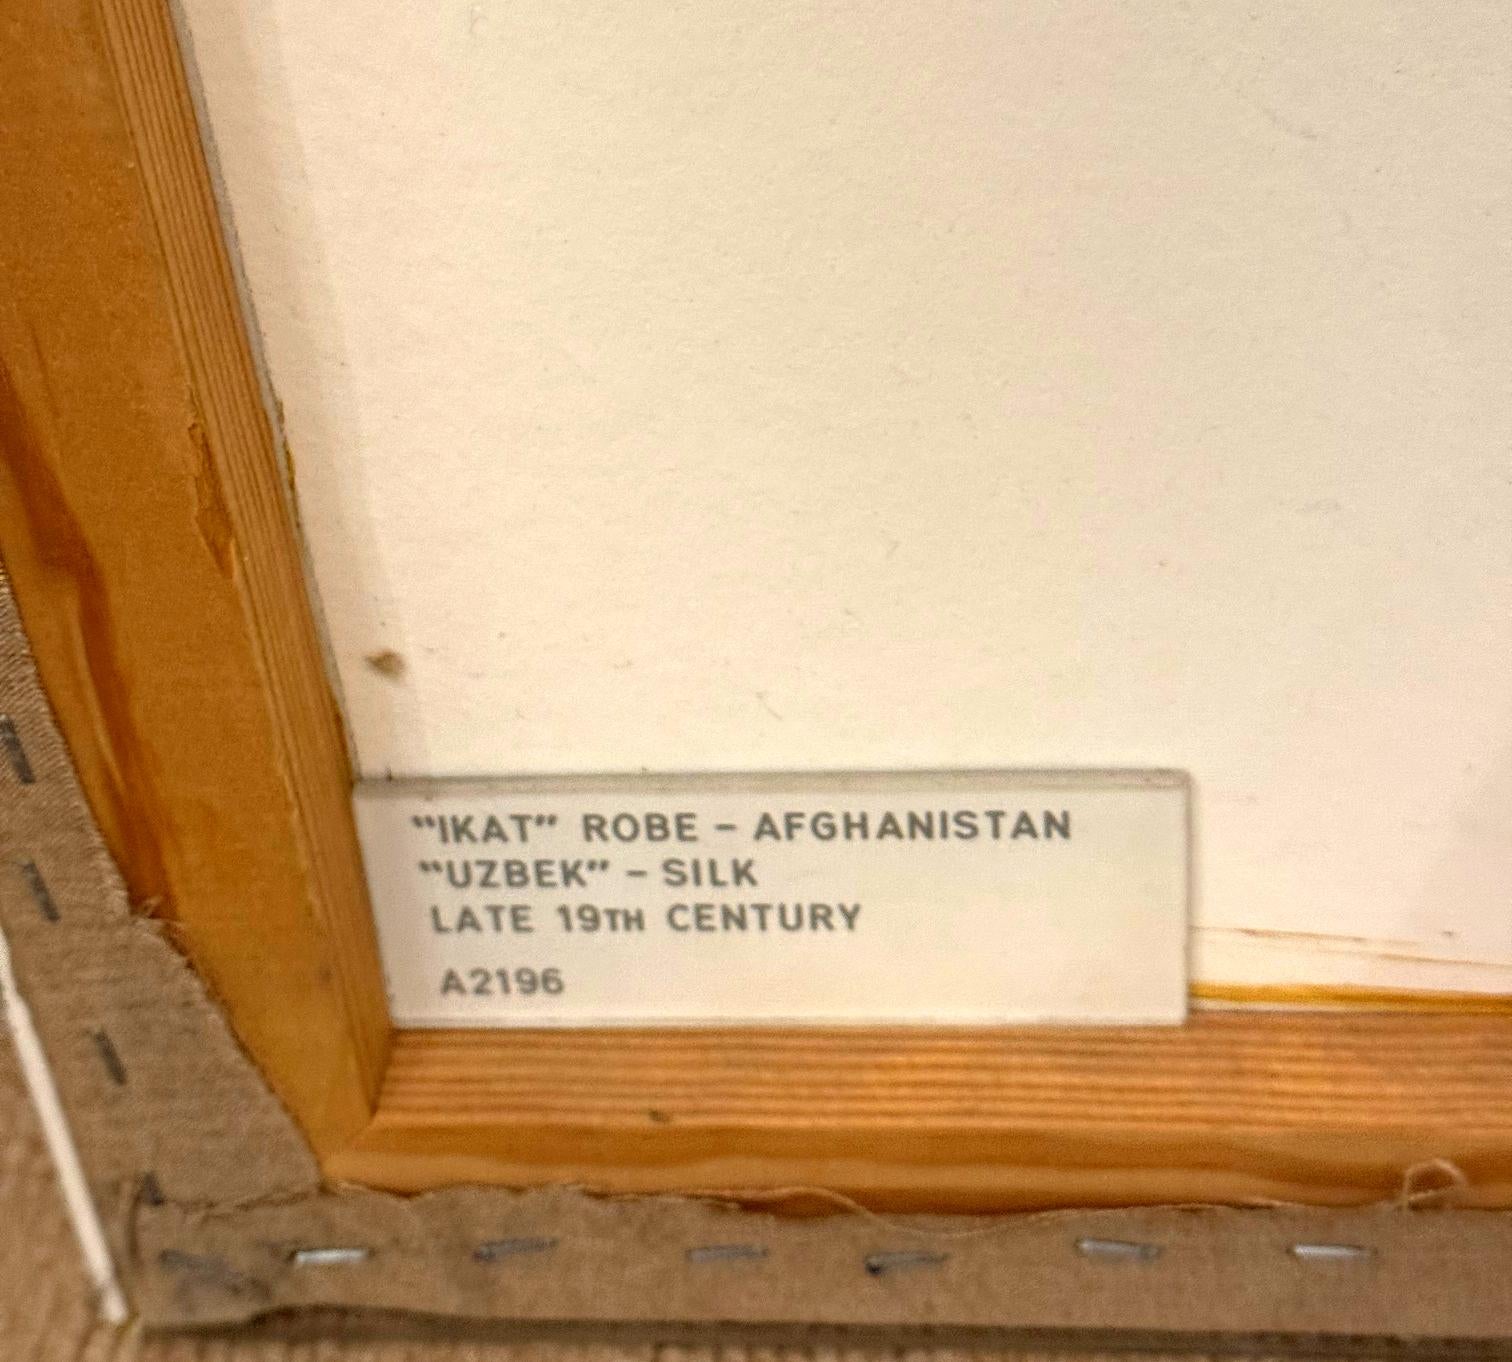 “IKAT” ROBE – AFGHANISTAN
“UZBEK” – SILK
LATE 19TH CENTURY
A2196